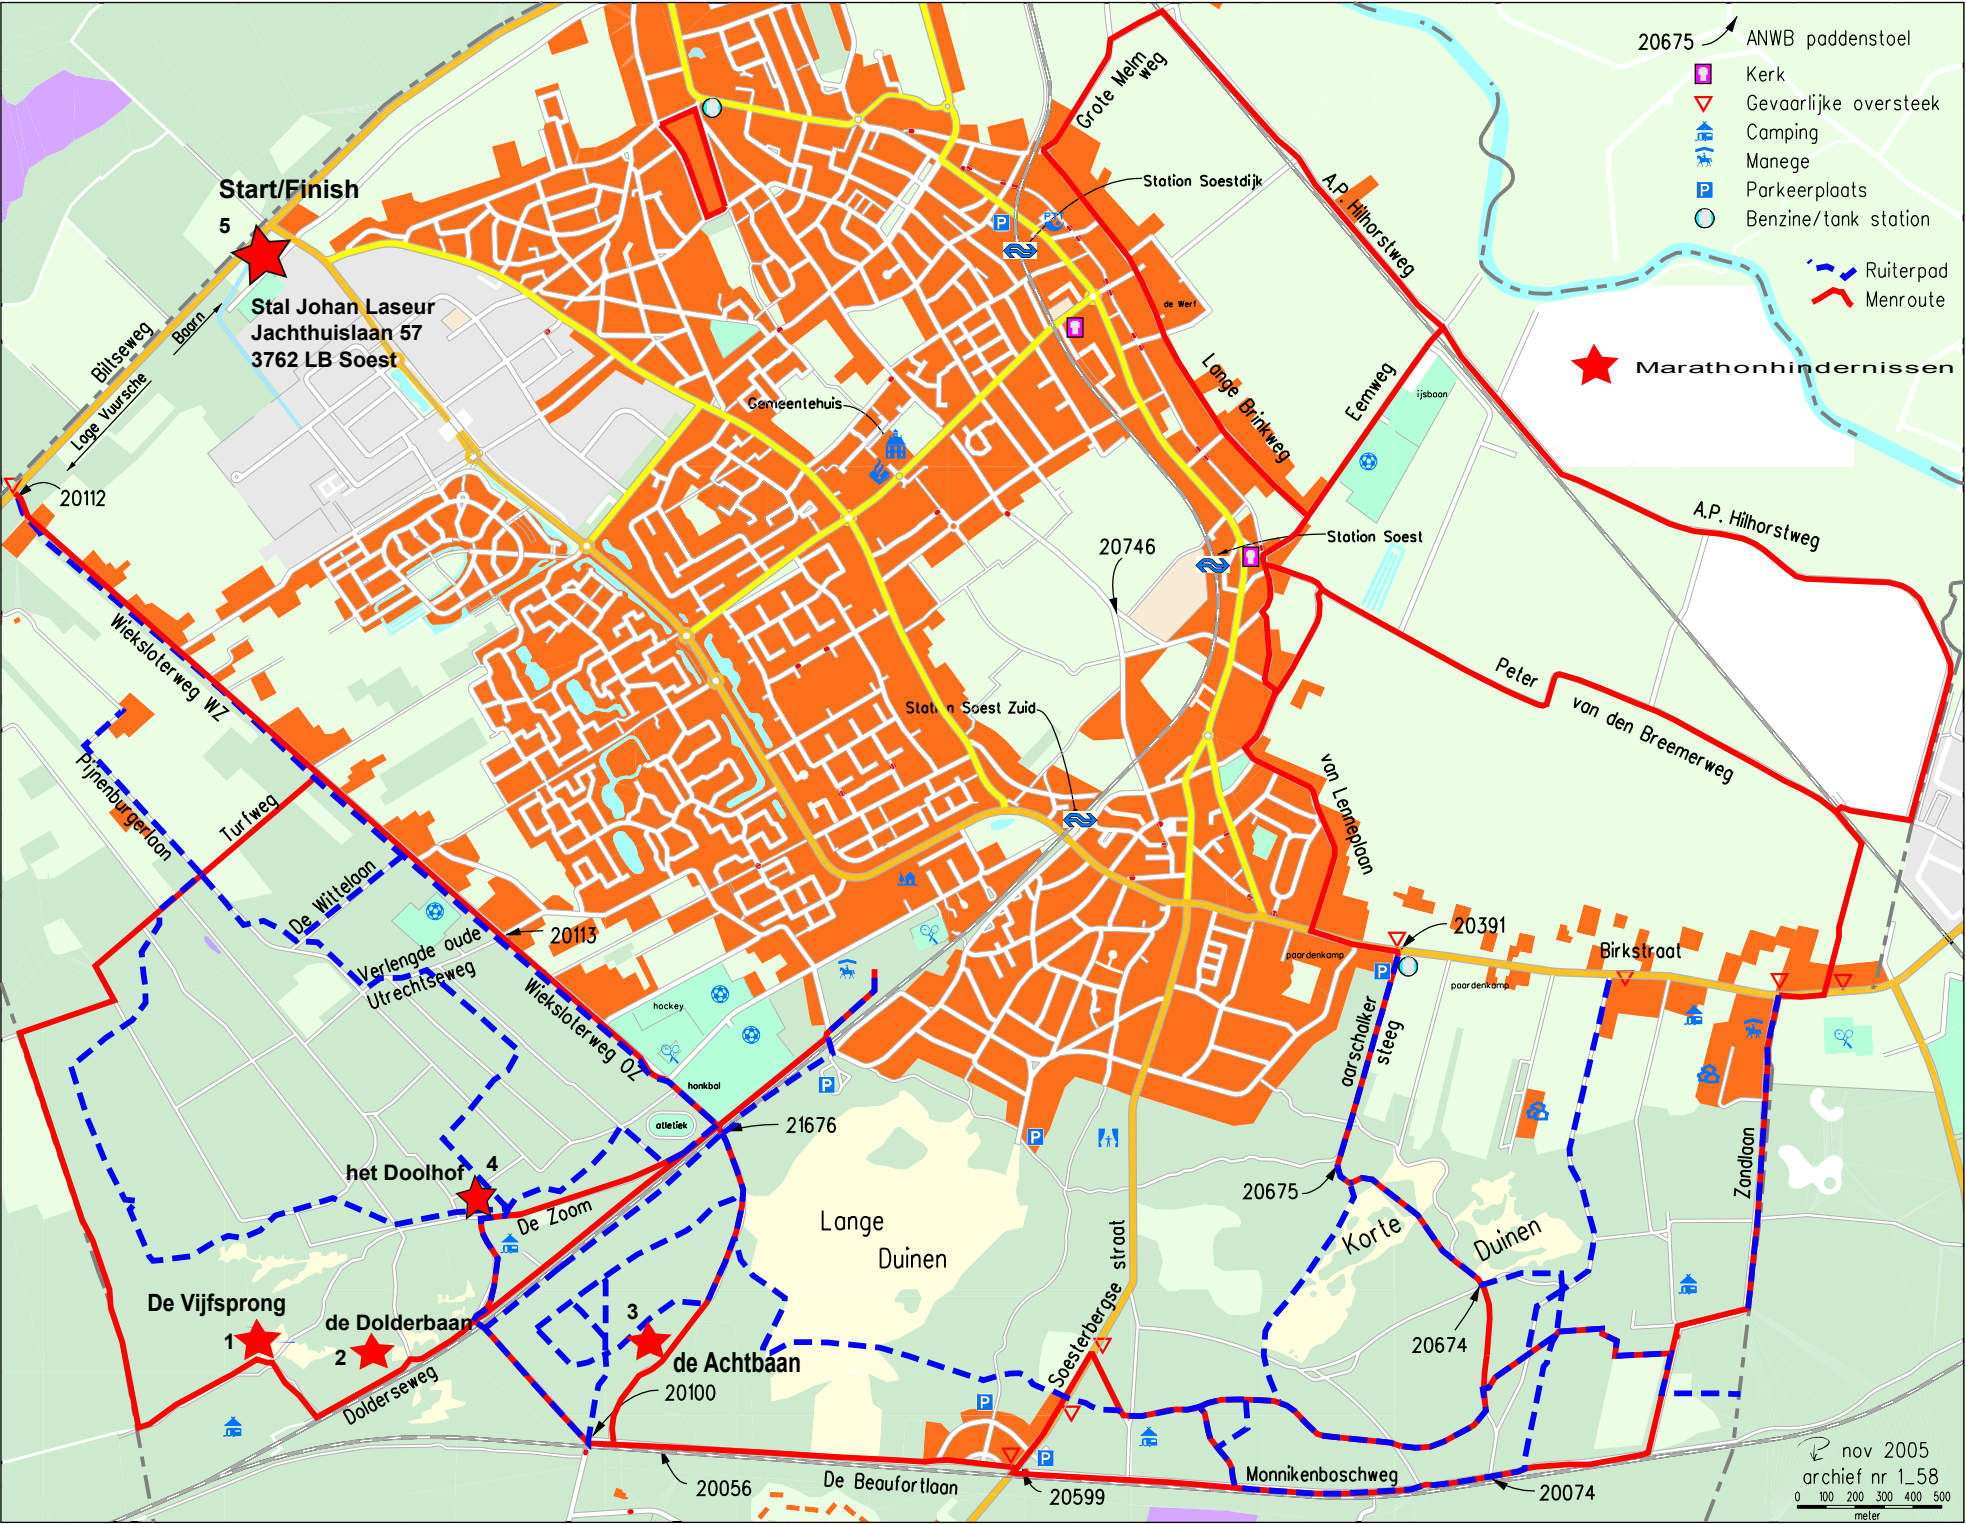 20675
ANWB paddenstoel
Kerk
Gevaarlijke oversteek
Camping
Manege
P
Parkeerplaats
Benzine/tank station
Ruiterpad
Menroute
Marathonhindernissen
Start/Finish
5
Stal Johan Laseur
Jachthuislaan 57
3762 LB Soest
Biltseweg
Baarn
Lage Vuursche
20112
Grote Melm
weg
Station Soestdijk
P
A.P. Hilhorstweg
de Werf
Lange Brinkweg
Eemweg
ijsbaan
Gemeentehuis
A.P. Hilhorstweg
Station Soest
20746
Peter
van den Breemerweg
Station Soest Zuid
van Lenneplaan
Wieksloterweg WZ
Pijnenburgerlaan
Turfweg
De Wittelaan
20113
Verlengde oude
Utrechtseweg
Wieksloterweg OZ
hockey
honkbal
atletiek
21676
P
P
20391
Birkstraat
paardenkamp
P
paardenkamp
aarschalker
steeg
20675
Zandlaan
het Doolhof
4
De Zoom
Lange
Duinen
Korte
Duinen
20674
De Vijfsprong
1
de Dolderbaan
2
3
de Achtbaan
Dolderseweg
20100
20056
De Beaufortlaan
Soesterbergse
straat
P
P
20599
Monnikenboschweg
20074
nov 2005
archief nr 1_58
0 100 200 300 400 500
meter